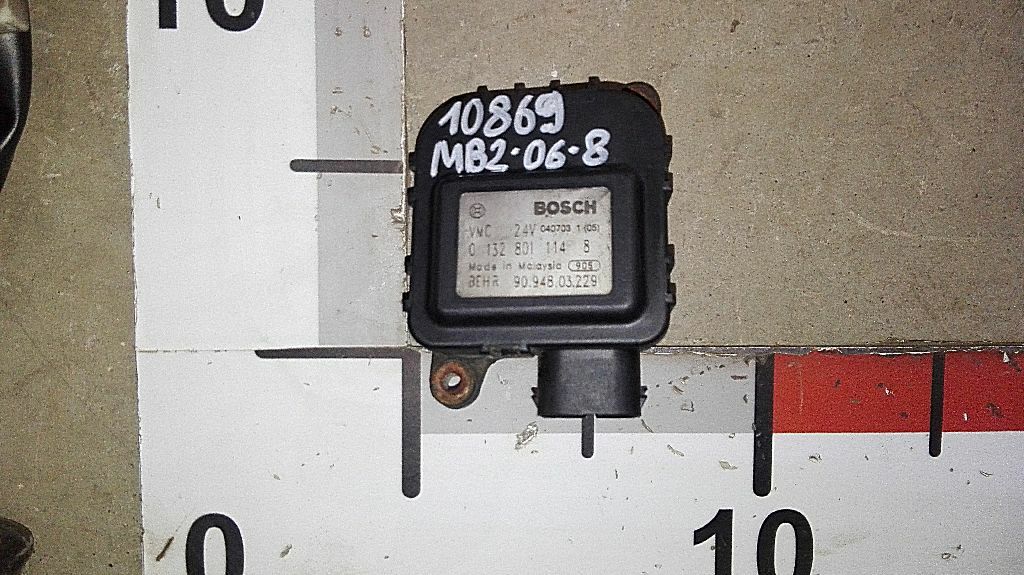 10
10869
MB2·06·8
BOSCH
VMC 24V 040703 1 (05)
0 132 801 114 8
Made in Malaysia 905
BEHR 90.948.03.229
0
10